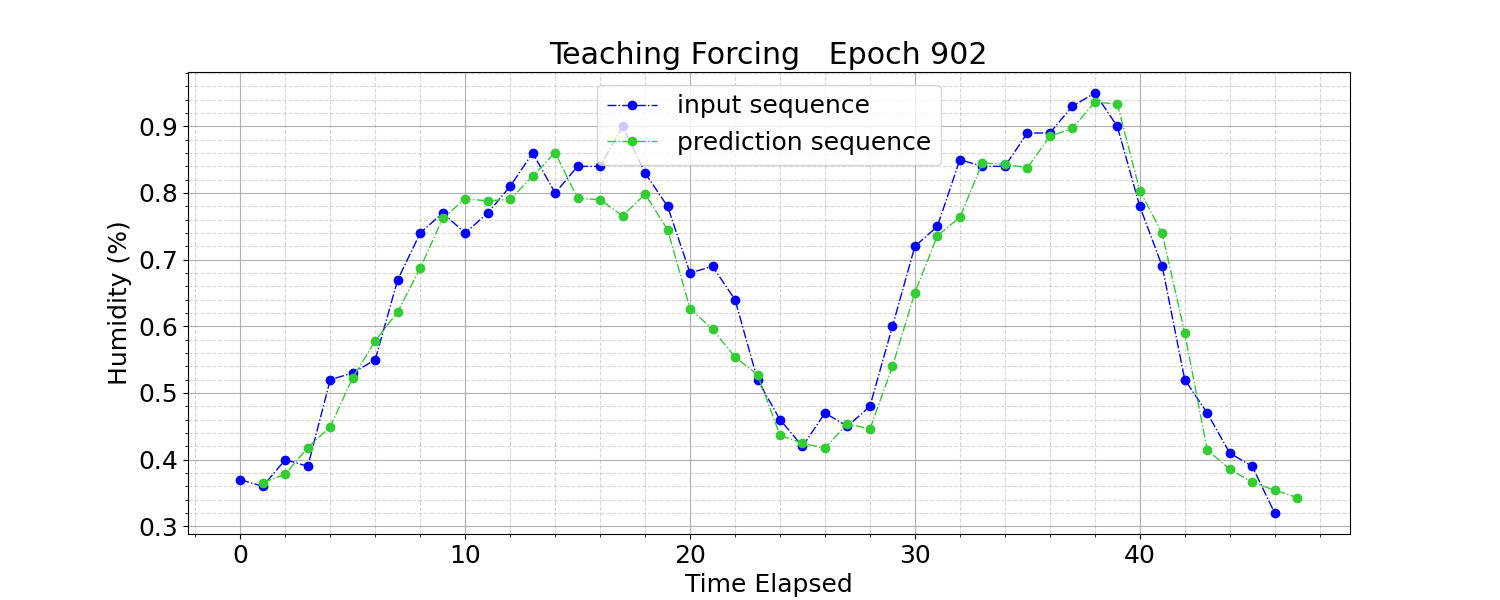 Teaching Forcing   Epoch 902
input sequence
prediction sequence
Humidity (%)
0.9
0.8
0.7
0.6
0.5
0.4
0.3
0 10 20 30 40
Time Elapsed